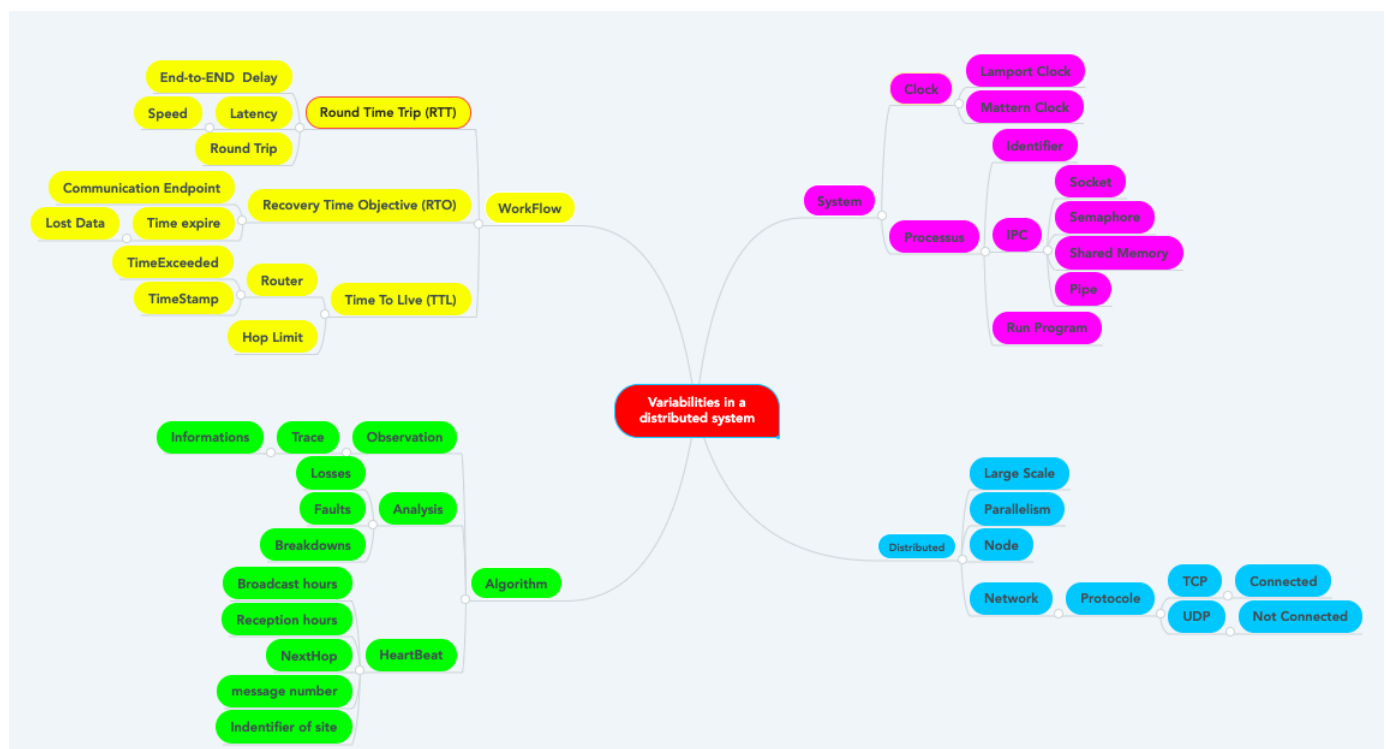 End-to-END Delay
Speed
Latency
Round Time Trip (RTT)
Round Trip
Communication Endpoint
Recovery Time Objective (RTO)
Lost Data
Time expire
WorkFlow
TimeExceeded
Router
TimeStamp
Time To LIve (TTL)
Hop Limit
Clock
Lamport Clock
Mattern Clock
System
Identifier
Processus
IPC
Socket
Semaphore
Shared Memory
Pipe
Run Program
Variabilities in a
distributed system
Informations
Trace
Observation
Losses
Faults
Analysis
Breakdowns
Algorithm
Broadcast hours
Reception hours
NextHop
HeartBeat
message number
Indentifier of site
Large Scale
Parallelism
Distributed
Node
Network
Protocole
TCP
Connected
UDP
Not Connected